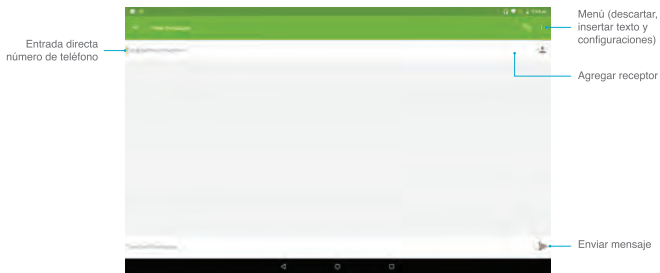 Menú (descartar,
insertar texto y
configuraciones)
Entrada directa
número de teléfono
Agregar receptor
Enviar mensaje